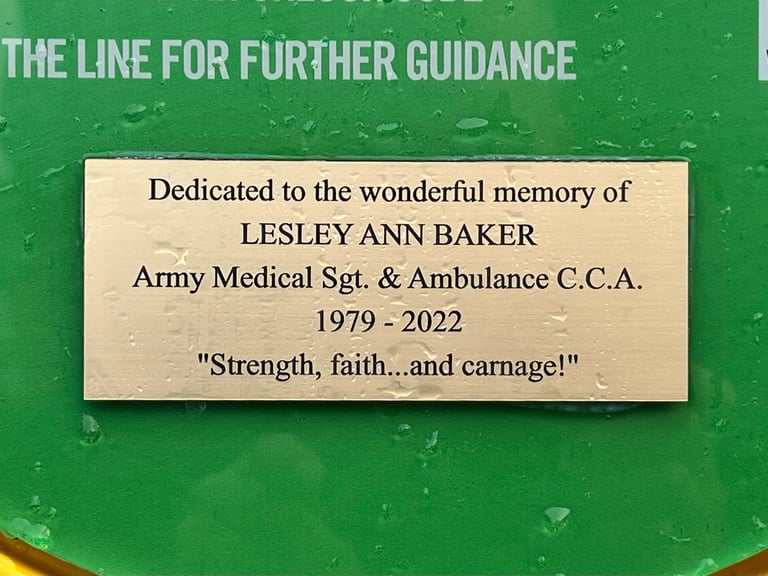 THE LINE FOR FURTHER GUIDANCE
Dedicated to the wonderful memory of
LESLEY ANN BAKER
Army Medical Sgt. & Ambulance C.C.A.
1979 - 2022
"Strength, faith...and carnage!"